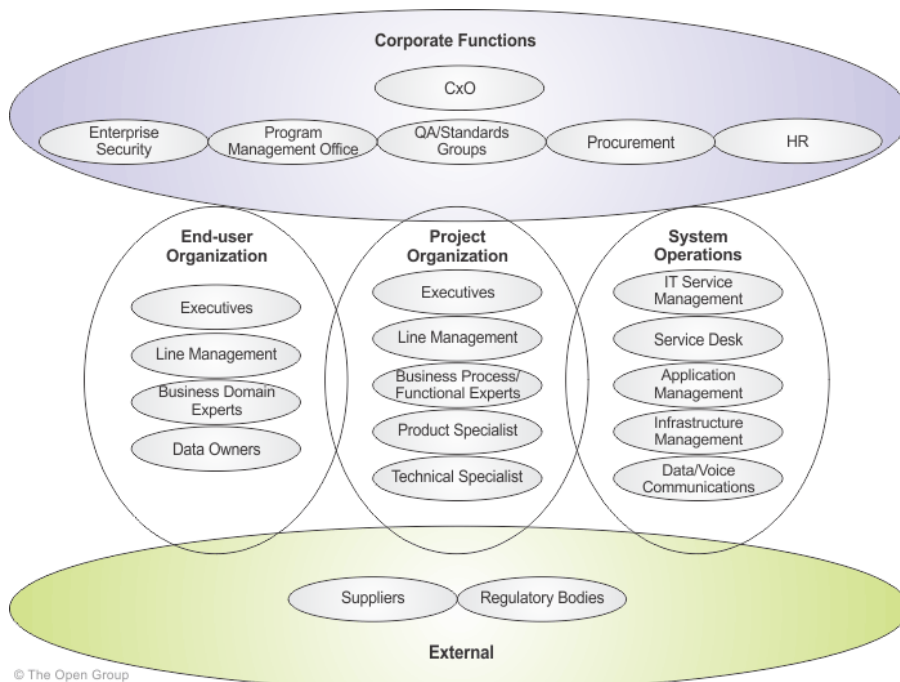 Corporate Functions
CxO
Enterprise
Security
Program
Management Office
QA/Standards
Groups
Procurement
HR
End-user
Organization
Executives
Line Management
Business Domain
Experts
Data Owners
Project
Organization
Executives
Line Management
Business Process/
Functional Experts
Product Specialist
Technical Specialist
System
Operations
IT Service
Management
Service Desk
Application
Management
Infrastructure
Management
Data/Voice
Communications
Suppliers
Regulatory Bodies
External
© The Open Group